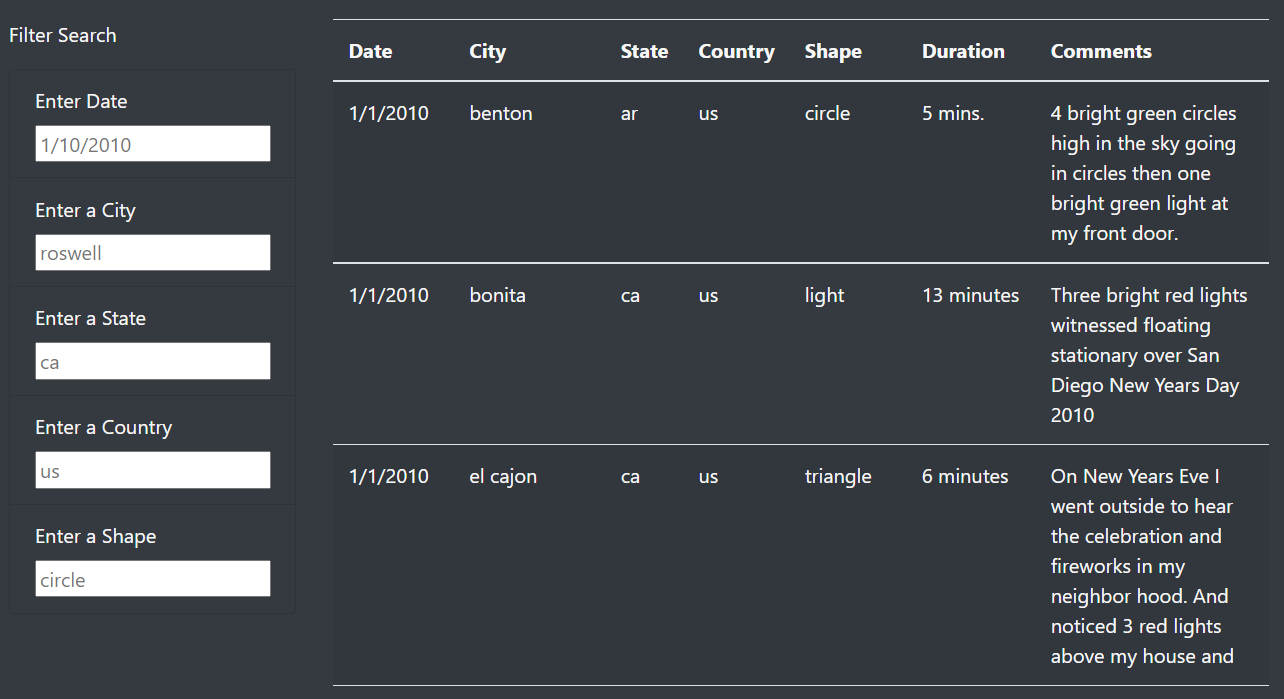 Filter Search
Enter Date
1/10/2010
Enter a City
roswell
Enter a State
ca
Enter a Country
us
Enter a Shape
circle
Date City State Country Shape Duration Comments
1/1/2010 benton ar us circle 5 mins. 4 bright green circles
high in the sky going
in circles then one
bright green light at
my front door.
1/1/2010 bonita ca us light 13 minutes Three bright red lights
witnessed floating
stationary over San
Diego New Years Day
2010
1/1/2010 el cajon ca us triangle 6 minutes On New Years Eve I
went outside to hear
the celebration and
fireworks in my
neighbor hood. And
noticed 3 red lights
above my house and